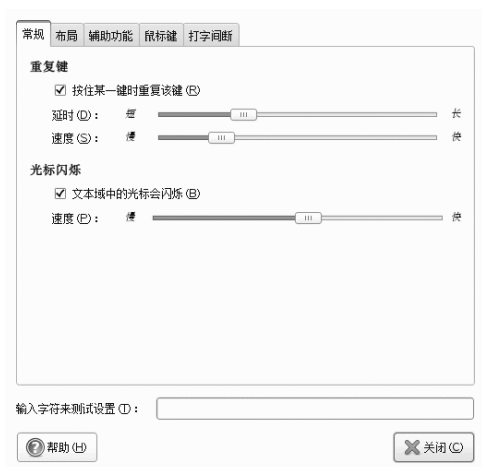 常规 布局 辅助功能 鼠标键 打字间断
重复键
按住某一键时重复该键(R)
延时(D)： 短 长
速度(S)： 慢 快
光标闪烁
文本域中的光标会闪烁(B)
速度(P)： 慢 快
输入字符来测试设置(T)：
帮助(H) 关闭(C)